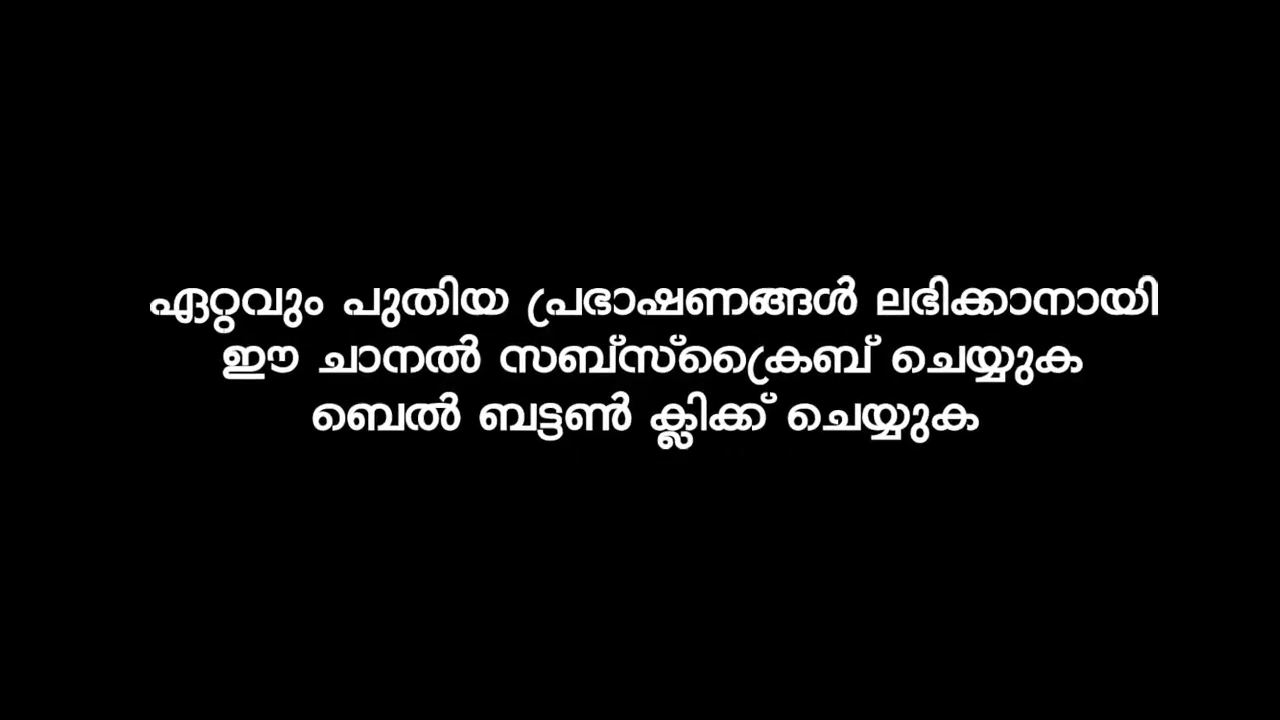 ഏറ്റവും പുതിയ പ്രഭാഷണങ്ങൾ ലഭിക്കാനായി
ഈ ചാനൽ സബ്സ്ക്രൈബ് ചെയ്യുക
ബെൽ ബട്ടൺ ക്ലിക്ക് ചെയ്യുക